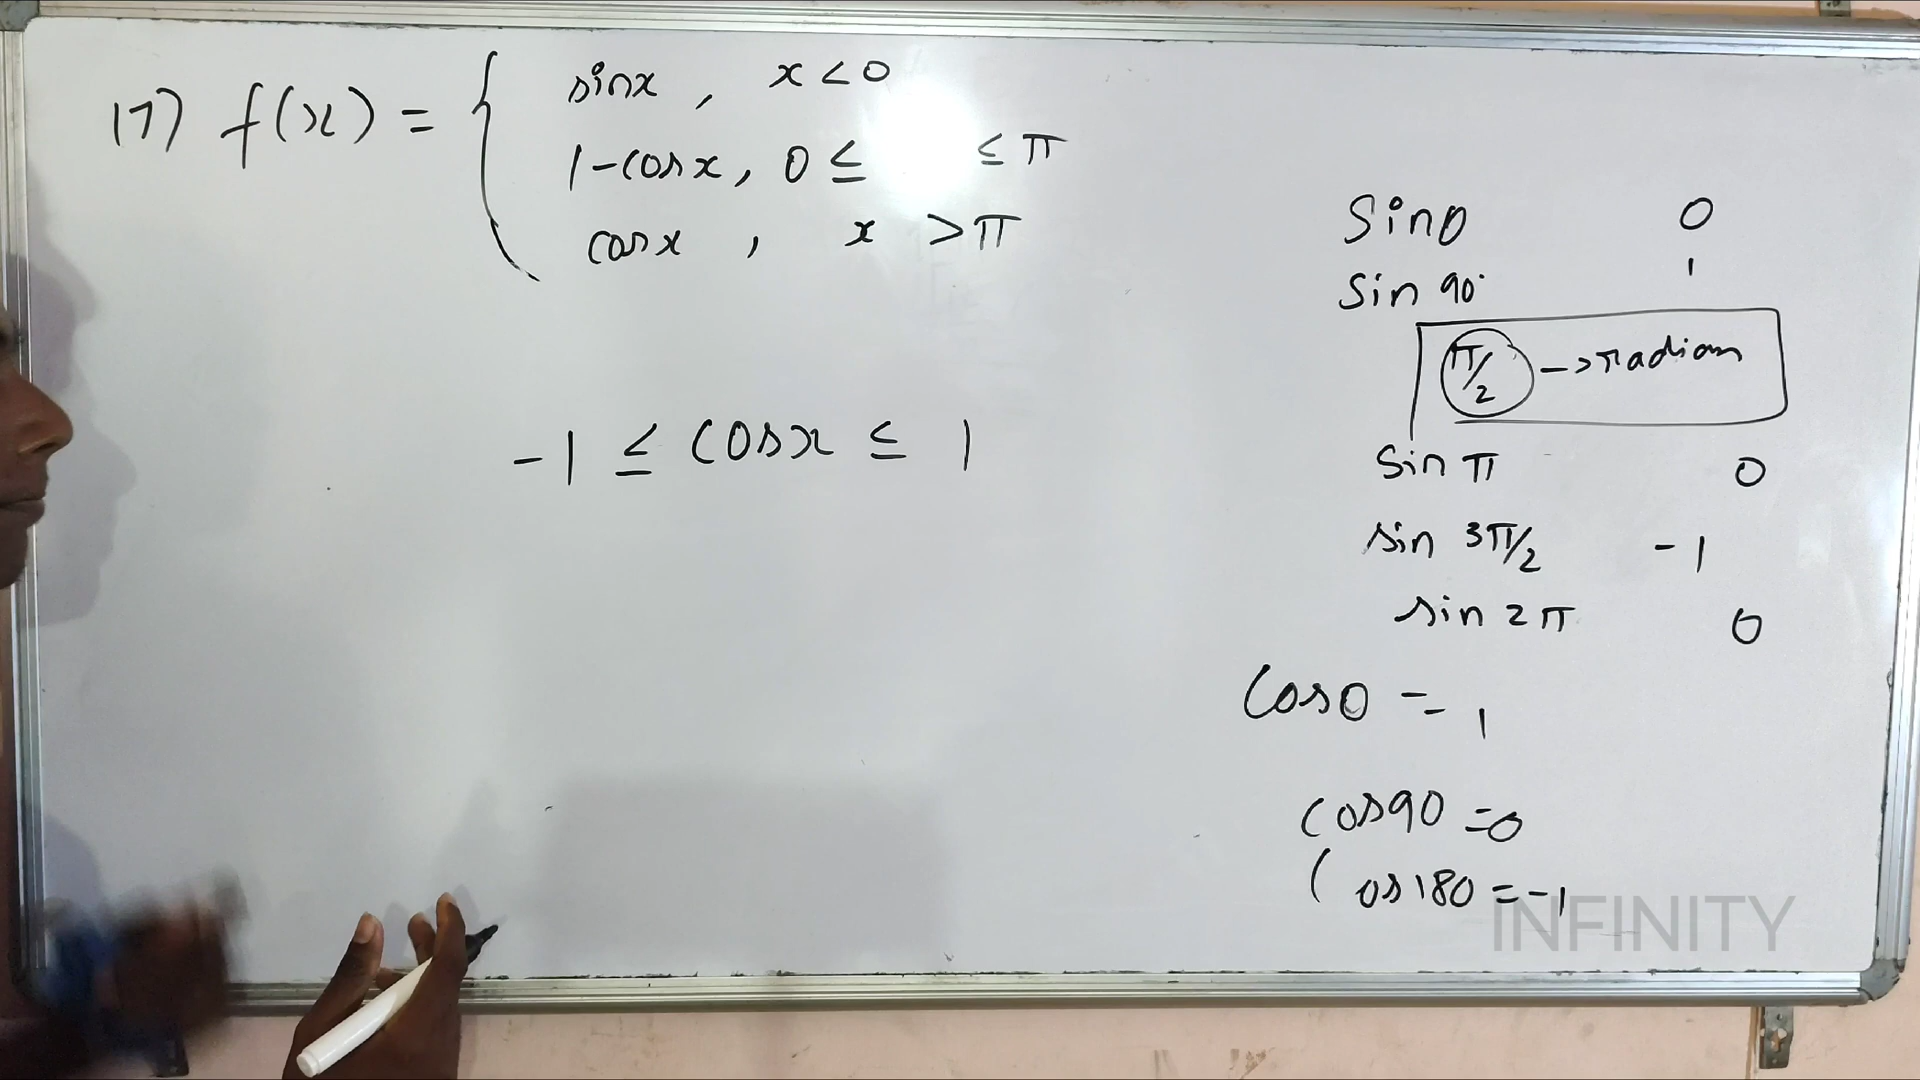 17) f(x) = { sinx , x < 0
1-cosx, 0 ≤ ≤ π
cosx , x > π
-1 ≤ cosx ≤ 1
Sin0 0
Sin 90° 1
π/2 -> radian
Sin π 0
sin 3π/2 -1
sin 2π 0
Cos0 = 1
Cos90 =0
Cos180 = -1
INFINITY